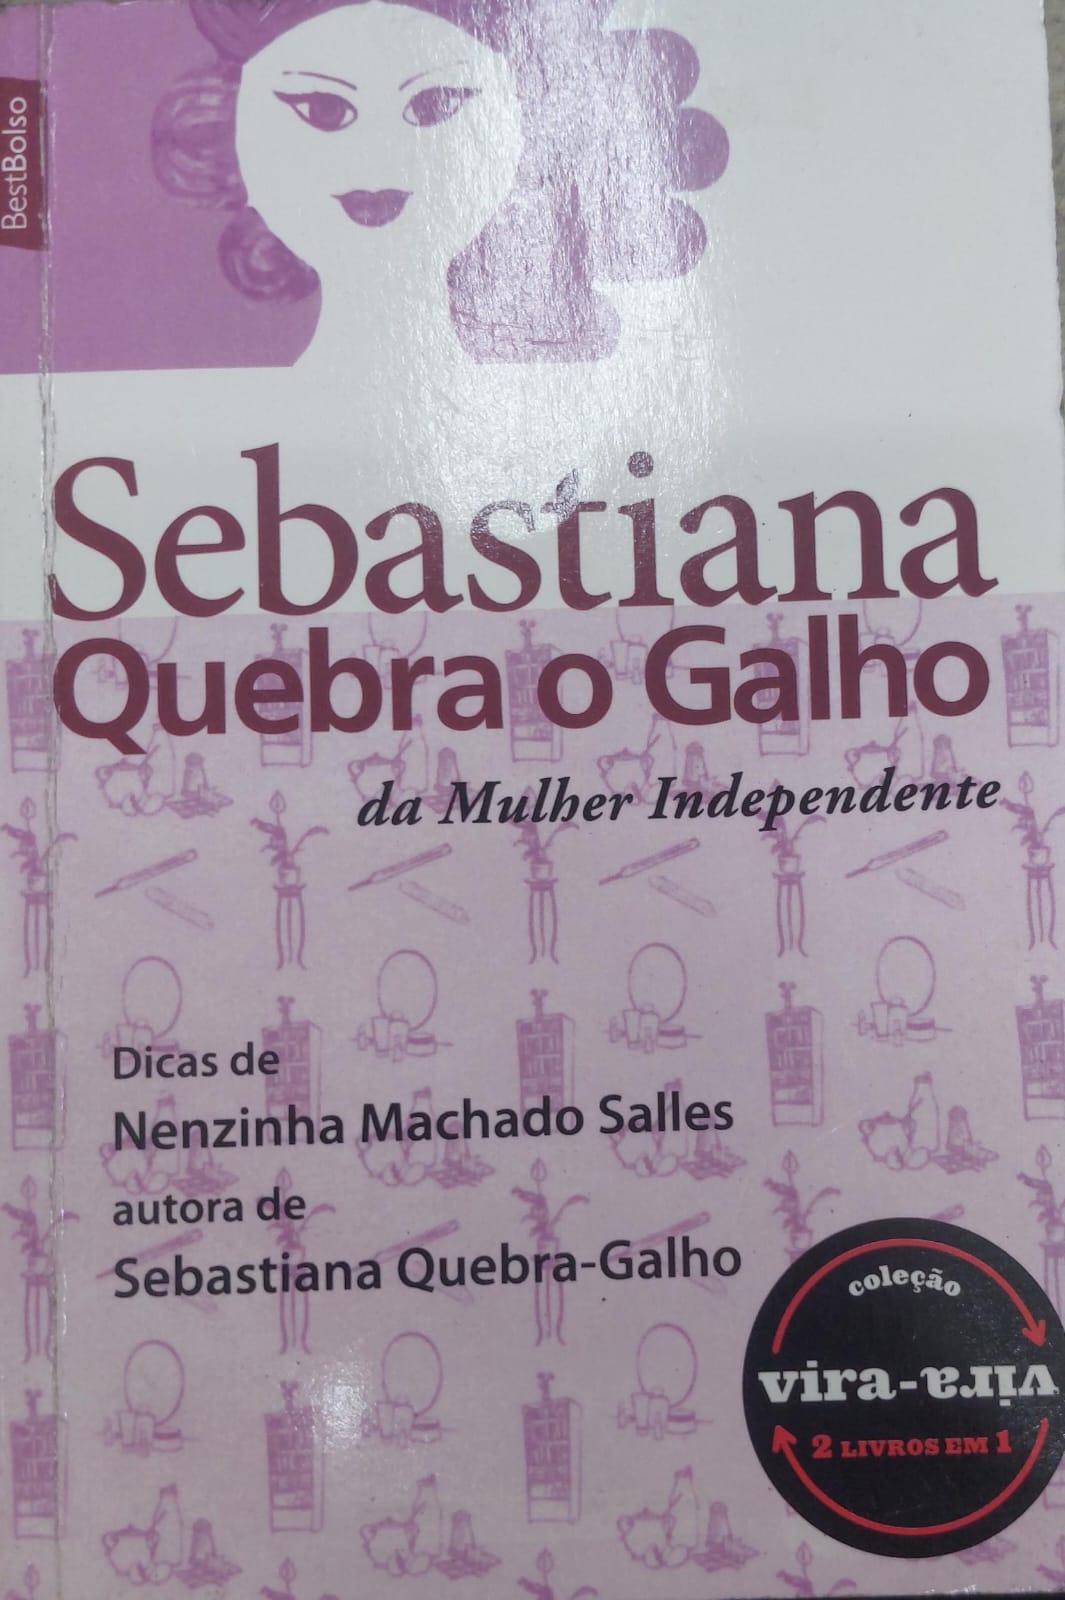 BestBolso
Sebastiana
Quebra o Galho
da Mulher Independente
Dicas de
Nenzinha Machado Salles
autora de
Sebastiana Quebra-Galho
coleção
vira-vira
2 LIVROS EM 1